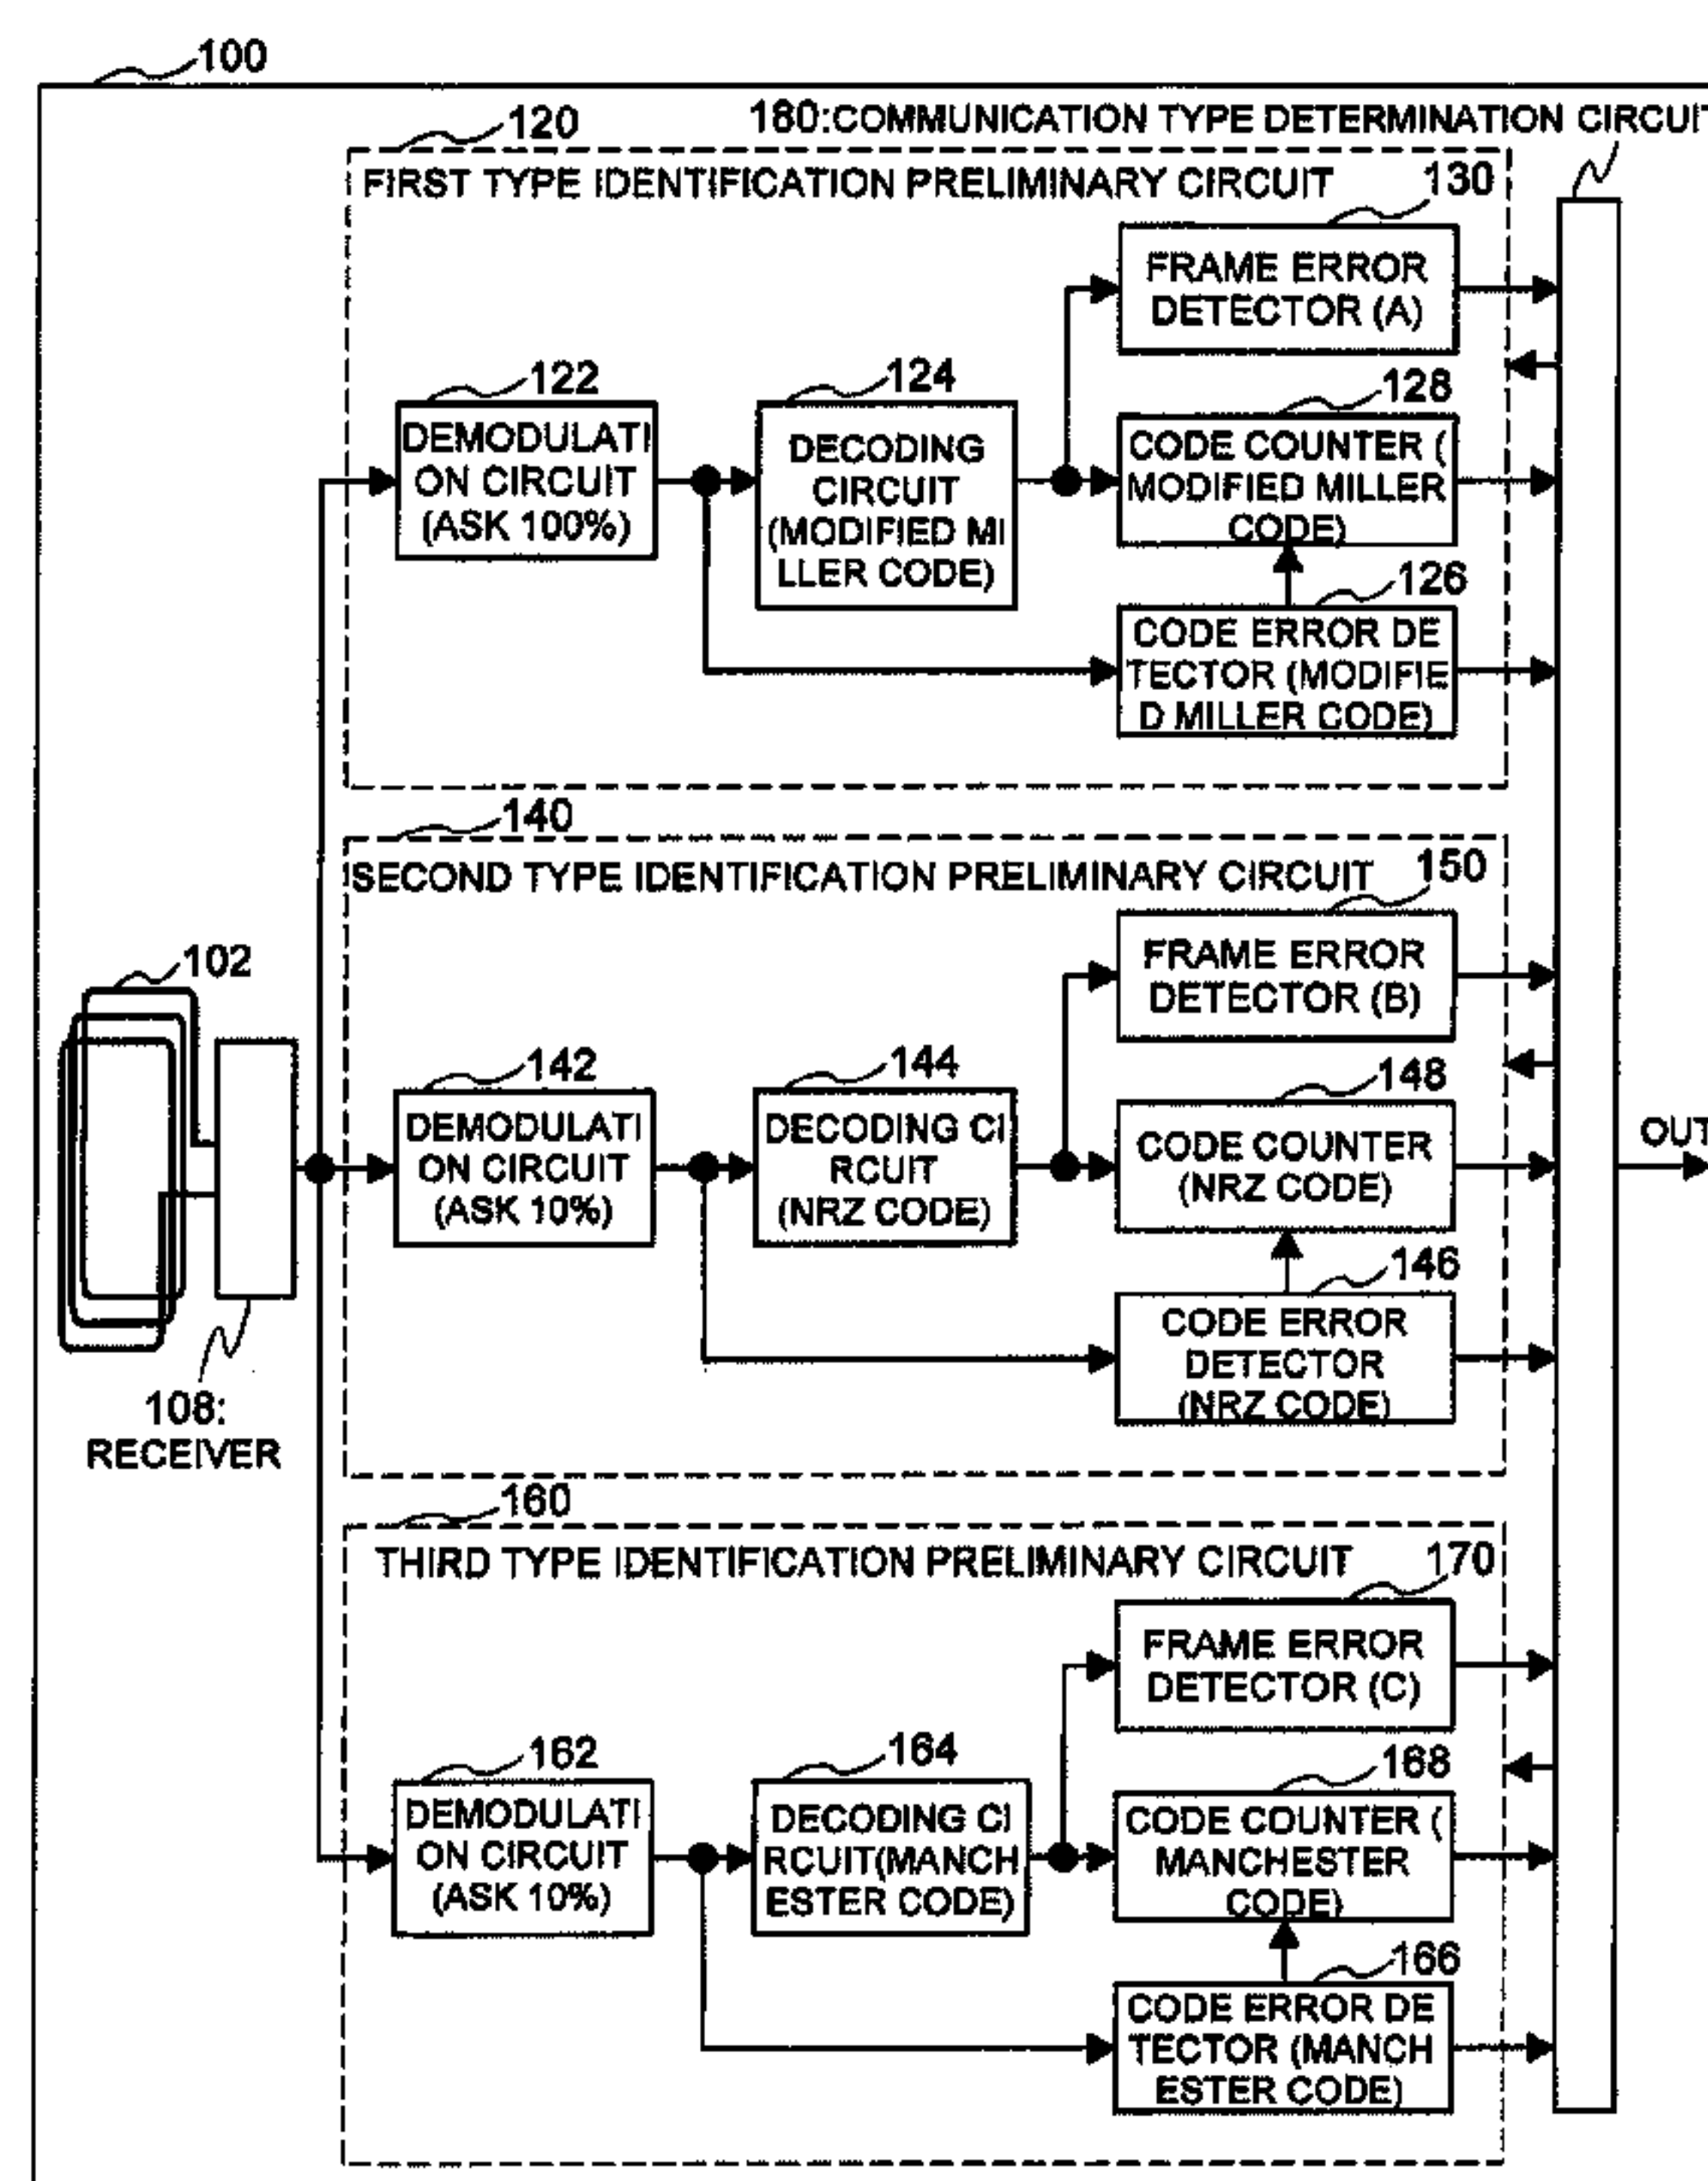 100
180:COMMUNICATION TYPE DETERMINATION CIRCUIT
120
FIRST TYPE IDENTIFICATION PRELIMINARY CIRCUIT
130
FRAME ERROR
DETECTOR (A)
122
DEMODULATI
ON CIRCUIT
(ASK 100%)
124
DECODING
CIRCUIT
(MODIFIED MI
LLER CODE)
128
CODE COUNTER (
MODIFIED MILLER
CODE)
126
CODE ERROR DE
TECTOR (MODIFIE
D MILLER CODE)
140
SECOND TYPE IDENTIFICATION PRELIMINARY CIRCUIT
150
FRAME ERROR
DETECTOR (B)
102
108:
RECEIVER
142
DEMODULATI
ON CIRCUIT
(ASK 10%)
144
DECODING CI
RCUIT
(NRZ CODE)
148
CODE COUNTER
(NRZ CODE)
OUT
146
CODE ERROR
DETECTOR
(NRZ CODE)
160
THIRD TYPE IDENTIFICATION PRELIMINARY CIRCUIT
170
FRAME ERROR
DETECTOR (C)
162
DEMODULATI
ON CIRCUIT
(ASK 10%)
164
DECODING CI
RCUIT(MANCH
ESTER CODE)
168
CODE COUNTER (
MANCHESTER
CODE)
166
CODE ERROR DE
TECTOR (MANCH
ESTER CODE)